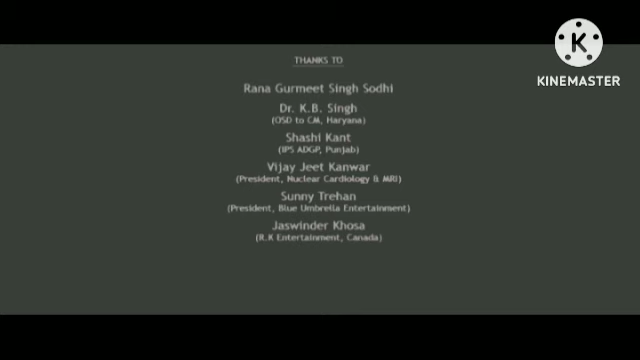 THANKS TO
Rana Gurmeet Singh Sodhi
Dr. K.B. Singh
(OSD to CM, Haryana)
Shashi Kant
(IPS ADGP, Punjab)
Vijay Jeet Kanwar
(President, Nuclear Cardiology & MRI)
Sunny Trehan
(President, Blue Umbrella Entertainment)
Jaswinder Khosa
(R.K Entertainment, Canada)
K
KINEMASTER